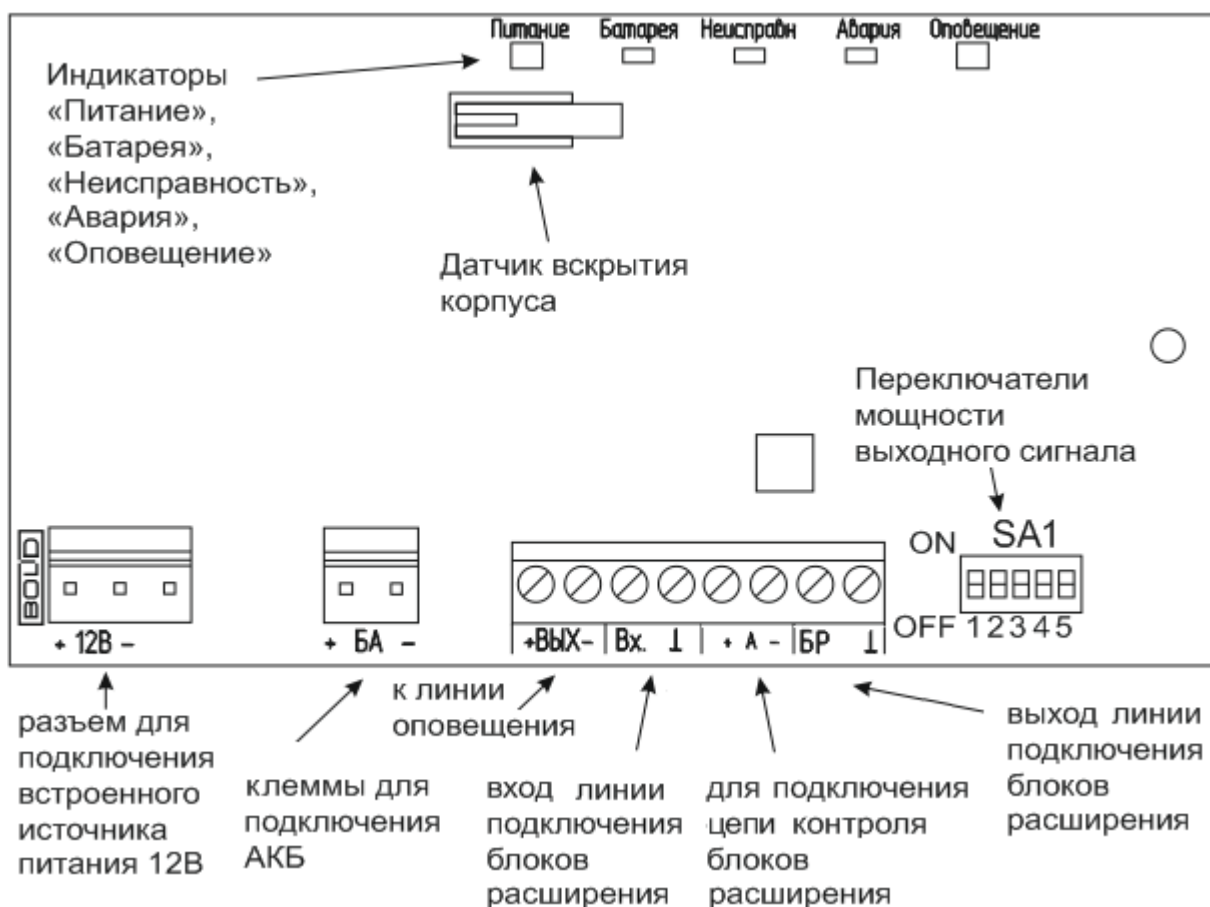 Питание Батарея Неисправн Авария Оповещение
Индикаторы
«Питание»,
«Батарея»,
«Неисправность»,
«Авария»,
«Оповещение»
Датчик вскрытия
корпуса
Переключатели
мощности
выходного сигнала
ON SA1
OFF 1 2 3 4 5
BOLID
+ 12В -
+ БА -
+ВЫХ- Вх. ⊥ + А - БР ⊥
к линии
оповещения
разъем для
подключения
встроенного
источника
питания 12В
клеммы для
подключения
АКБ
вход линии
подключения
блоков
расширения
для подключения
цепи контроля
блоков
расширения
выход линии
подключения
блоков
расширения